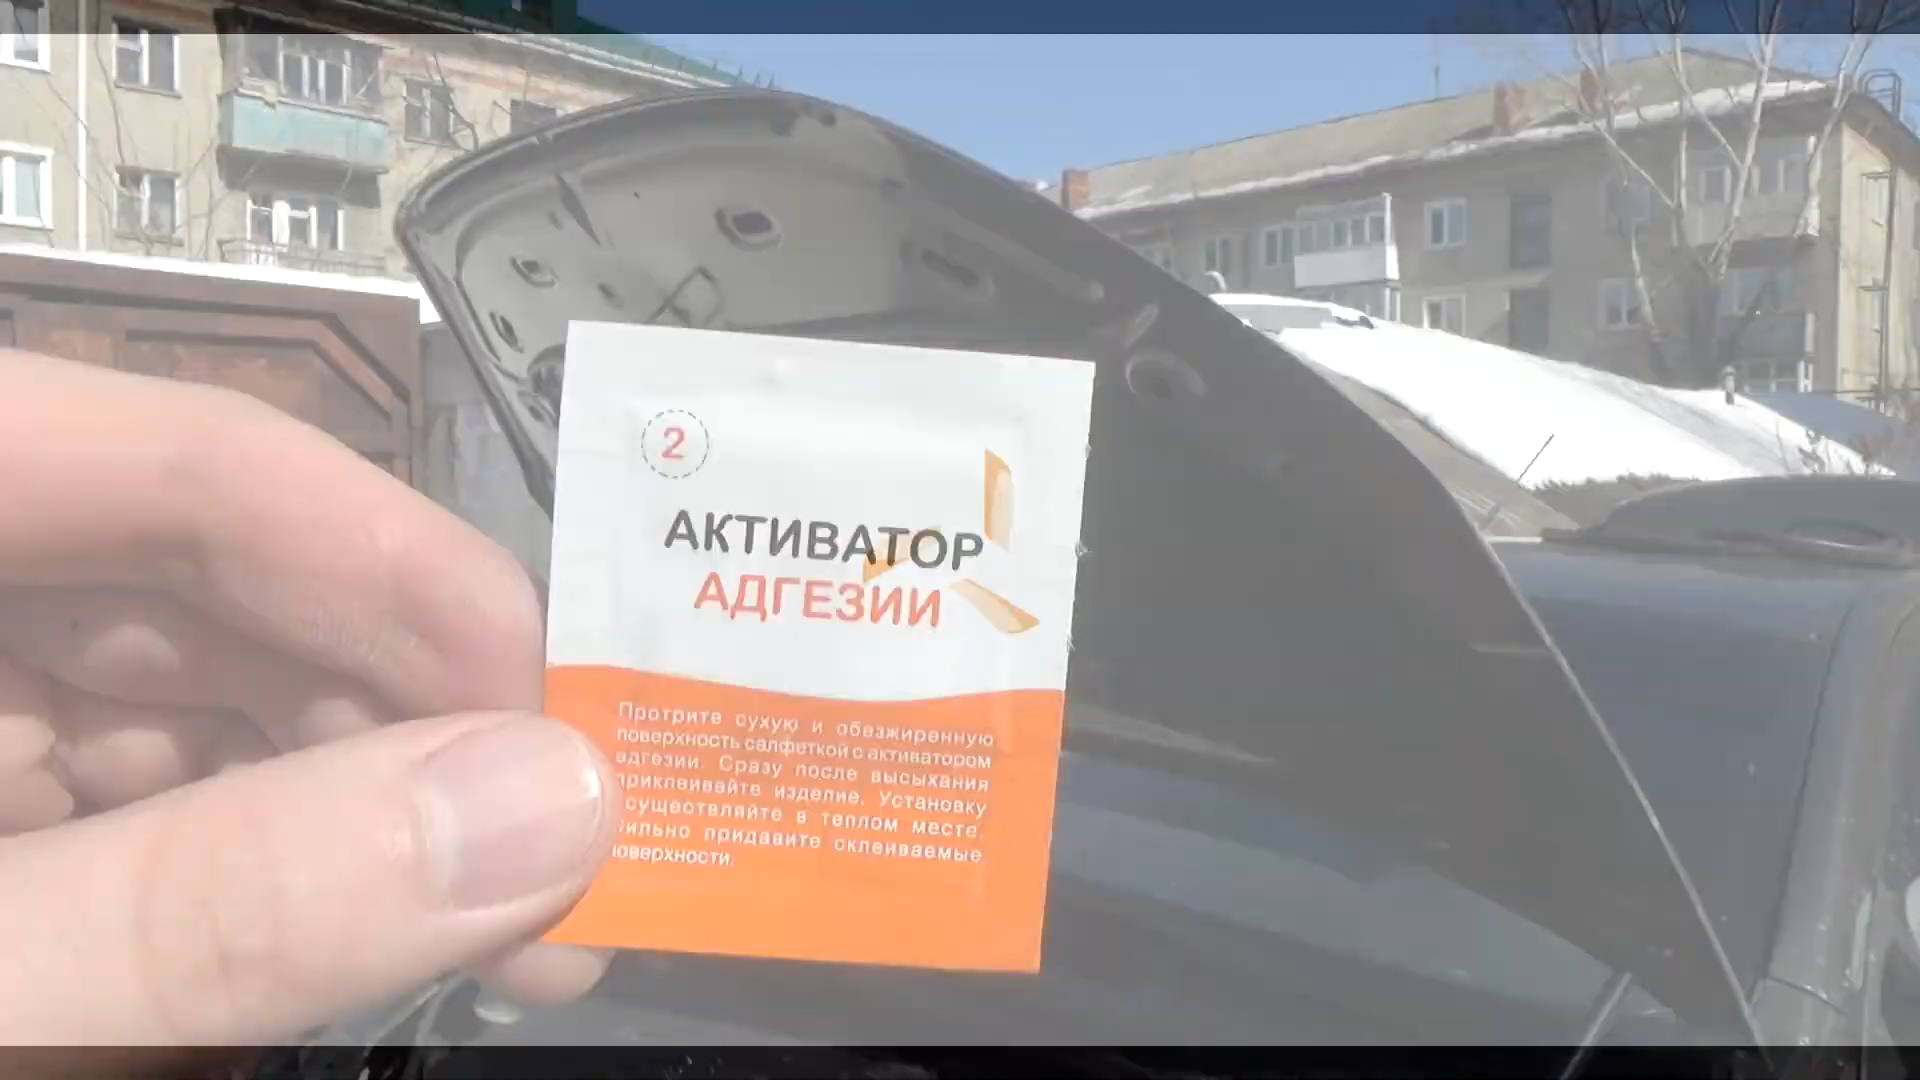 2
АКТИВАТОР
АДГЕЗИИ
Протрите сухую и обезжиренную
поверхность салфеткой с активатором
адгезии. Сразу после высыхания
приклеивайте изделие. Установку
осуществляйте в теплом месте.
Сильно придавите склеиваемые
поверхности.